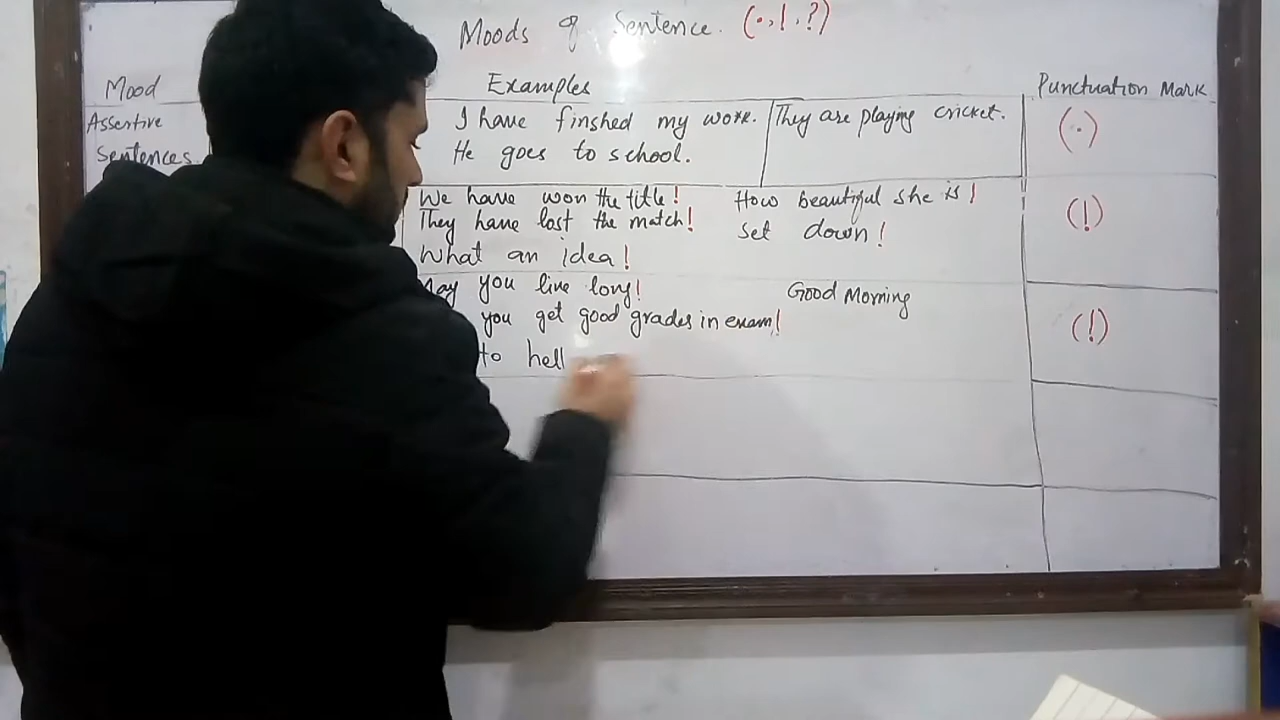 Moods of Sentence. (., !, ?)
Mood Examples Punctuation Mark
Assertive Sentences
I have finshed my work.
He goes to school.
They are playing cricket.
(.)
We have won the title!
They have lost the match!
What an idea!
How beautiful she is!
Set down!
(!)
May you live long!
you get good grades in exam!
to hell
Good Morning
(!)